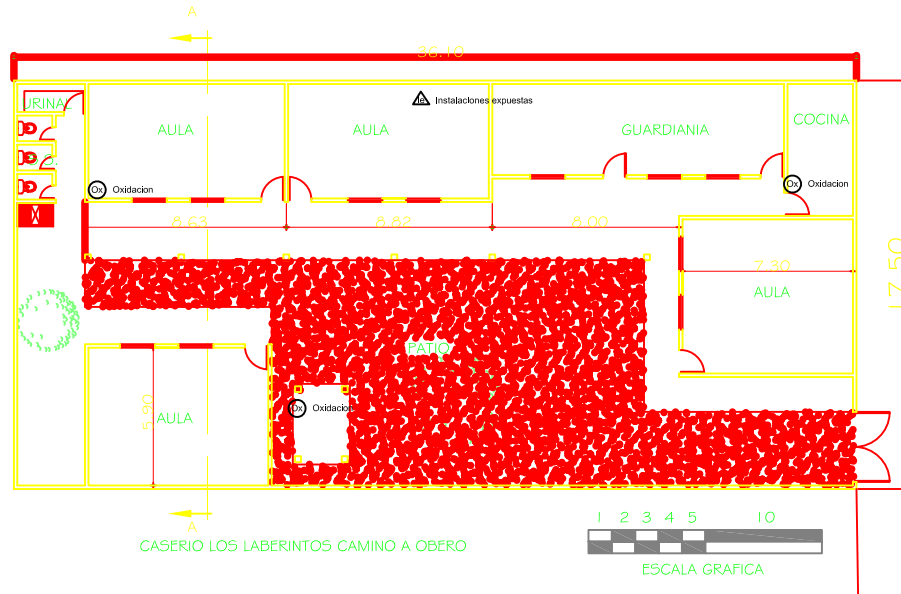 A
36.10
URINAL
AULA
AULA
Ie Instalaciones expuestas
GUARDIANIA
COCINA
S.S.
Ox Oxidacion
Ox Oxidacion
8.63
8.82
8.00
17.50
7.30
AULA
PATIO
5.90
AULA
Ox Oxidacion
A
CASERIO LOS LABERINTOS CAMINO A OBERO
1 2 3 4 5 10
ESCALA GRAFICA